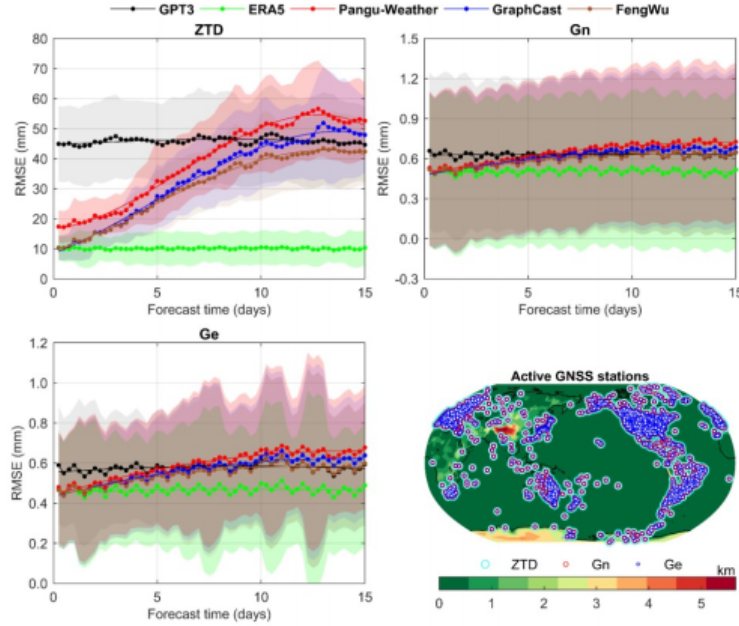 GPT3 ERA5 Pangu-Weather GraphCast FengWu
ZTD
80
70
60
50
40
30
20
10
0
RMSE (mm)
0 5 10 15
Forecast time (days)
Gn
1.5
1.2
0.9
0.6
0.3
0.0
-0.3
RMSE (mm)
0 5 10 15
Forecast time (days)
Ge
1.2
1.0
0.8
0.6
0.4
0.2
0.0
RMSE (mm)
0 5 10 15
Forecast time (days)
Active GNSS stations
ZTD Gn Ge
km
0 1 2 3 4 5